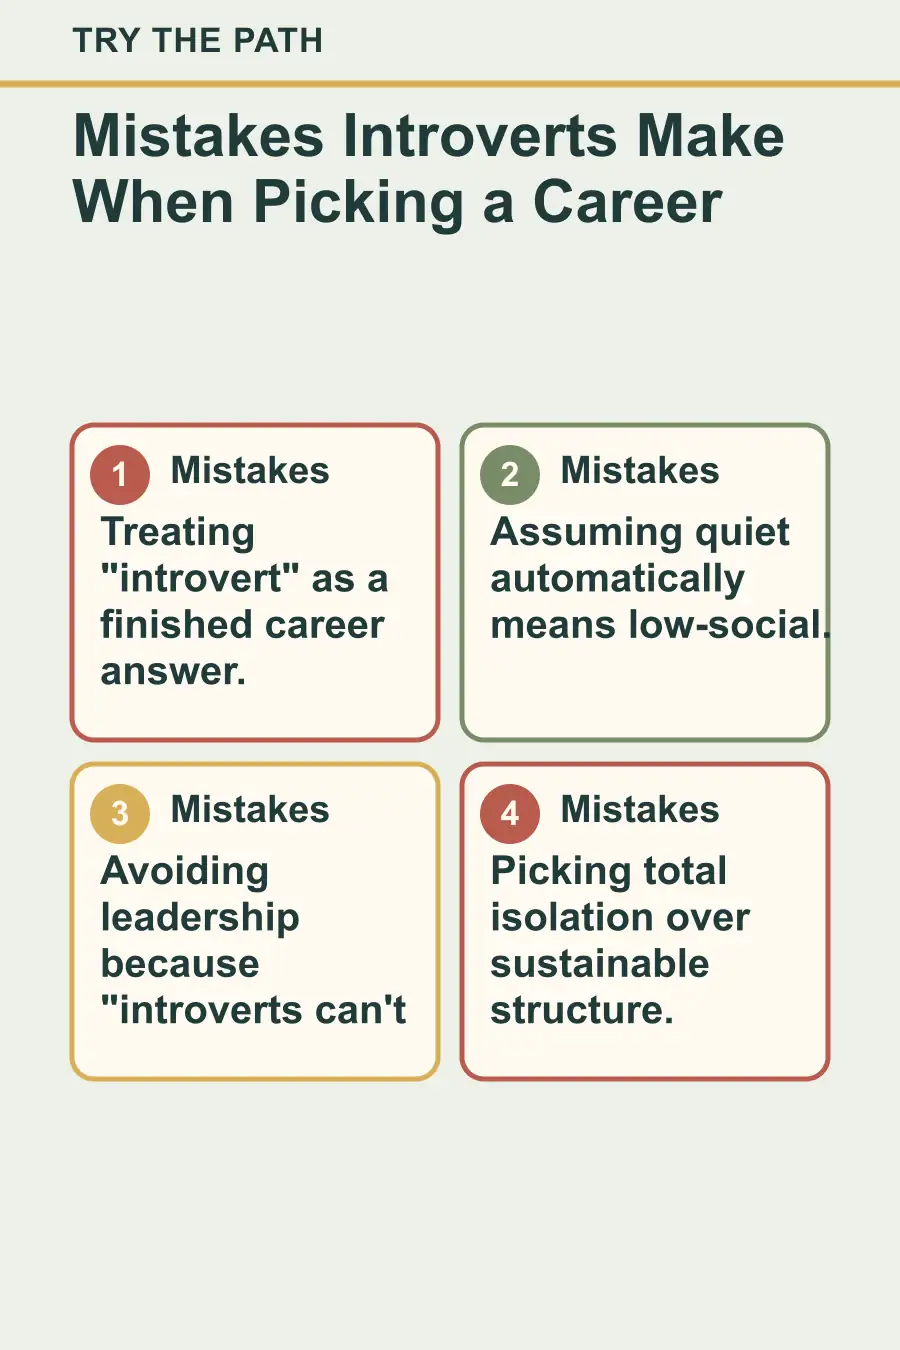 TRY THE PATH
Mistakes Introverts Make
When Picking a Career
1 Mistakes
Treating
"introvert" as a
finished career
answer.
2 Mistakes
Assuming quiet
automatically
means low-social.
3 Mistakes
Avoiding
leadership
because
"introverts can't
4 Mistakes
Picking total
isolation over
sustainable
structure.